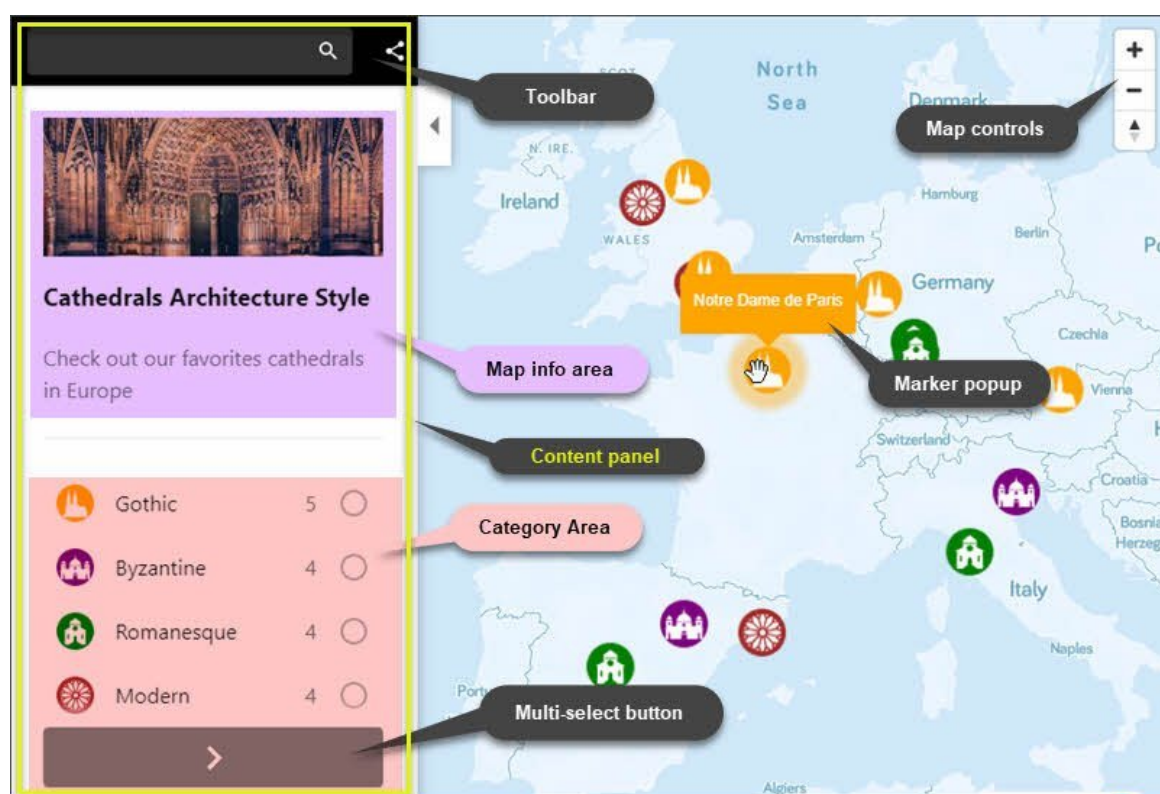 Toolbar
Cathedrals Architecture Style
Check out our favorites cathedrals
in Europe
Map info area
Content panel
Category Area
Gothic 5
Byzantine 4
Romanesque 4
Modern 4
Multi-select button
North
Sea
Denmark
Map controls
N. IRE.
Ireland
WALES
Hamburg
Amsterdam
Berlin
Germany
Notre Dame de Paris
Czechia
Marker popup
Vienna
Switzerland
Croatia
Bosnia
Herzeg
Italy
Naples
Algiers